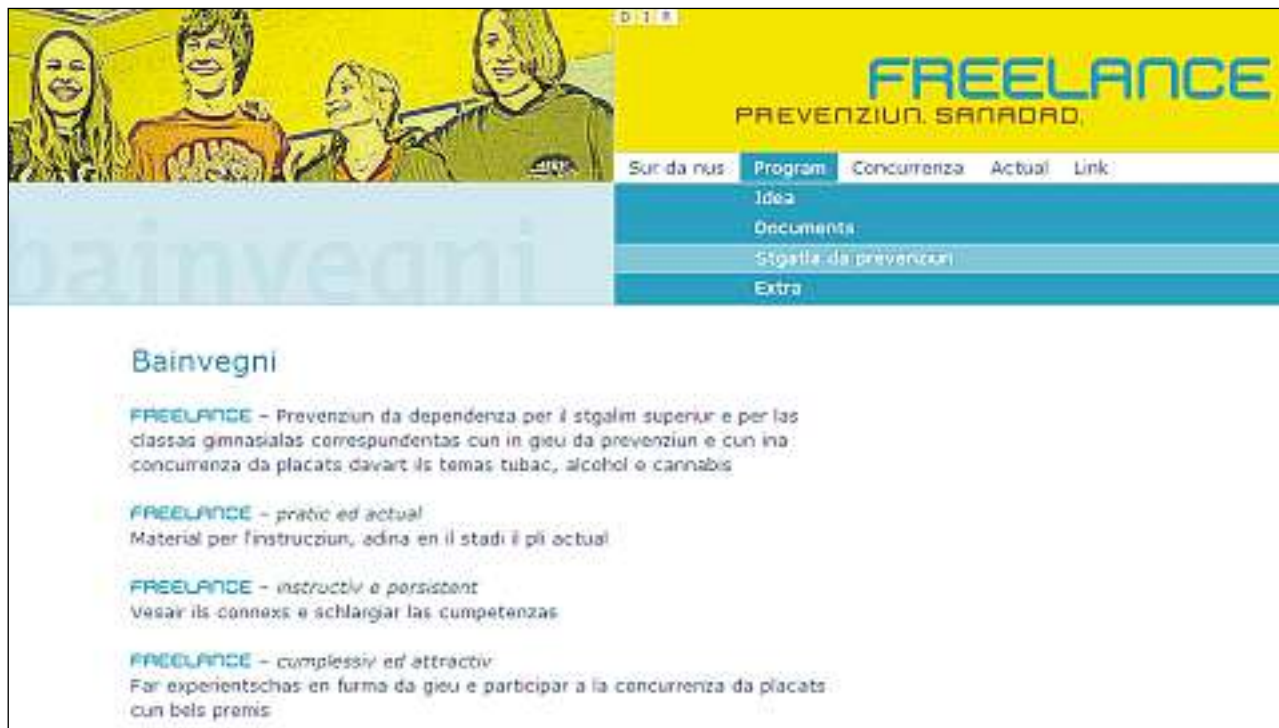 D I R
FREELANCE
PREVENZIUN. SANADAD.
Sur da nus Program Concurrenza Actual Link
Idea
Documents
Stgatla da prevenziun
Extra
bainvegni
Bainvegni
FREELANCE – Prevenziun da dependenza per il stgalim superiur e per las
classas gimnasialas correspundentas cun in gieu da prevenziun e cun ina
concurrenza da placats davart ils temas tubac, alcohol e cannabis
FREELANCE – pratic ed actual
Material per l'instrucziun, adina en il stadi il pli actual
FREELANCE – instructiv e persistent
Vesair ils connexs e schlargiar las cumpetenzas
FREELANCE – cumplessiv ed attractiv
Far experientschas en furma da gieu e participar a la concurrenza da placats
cun bels premis